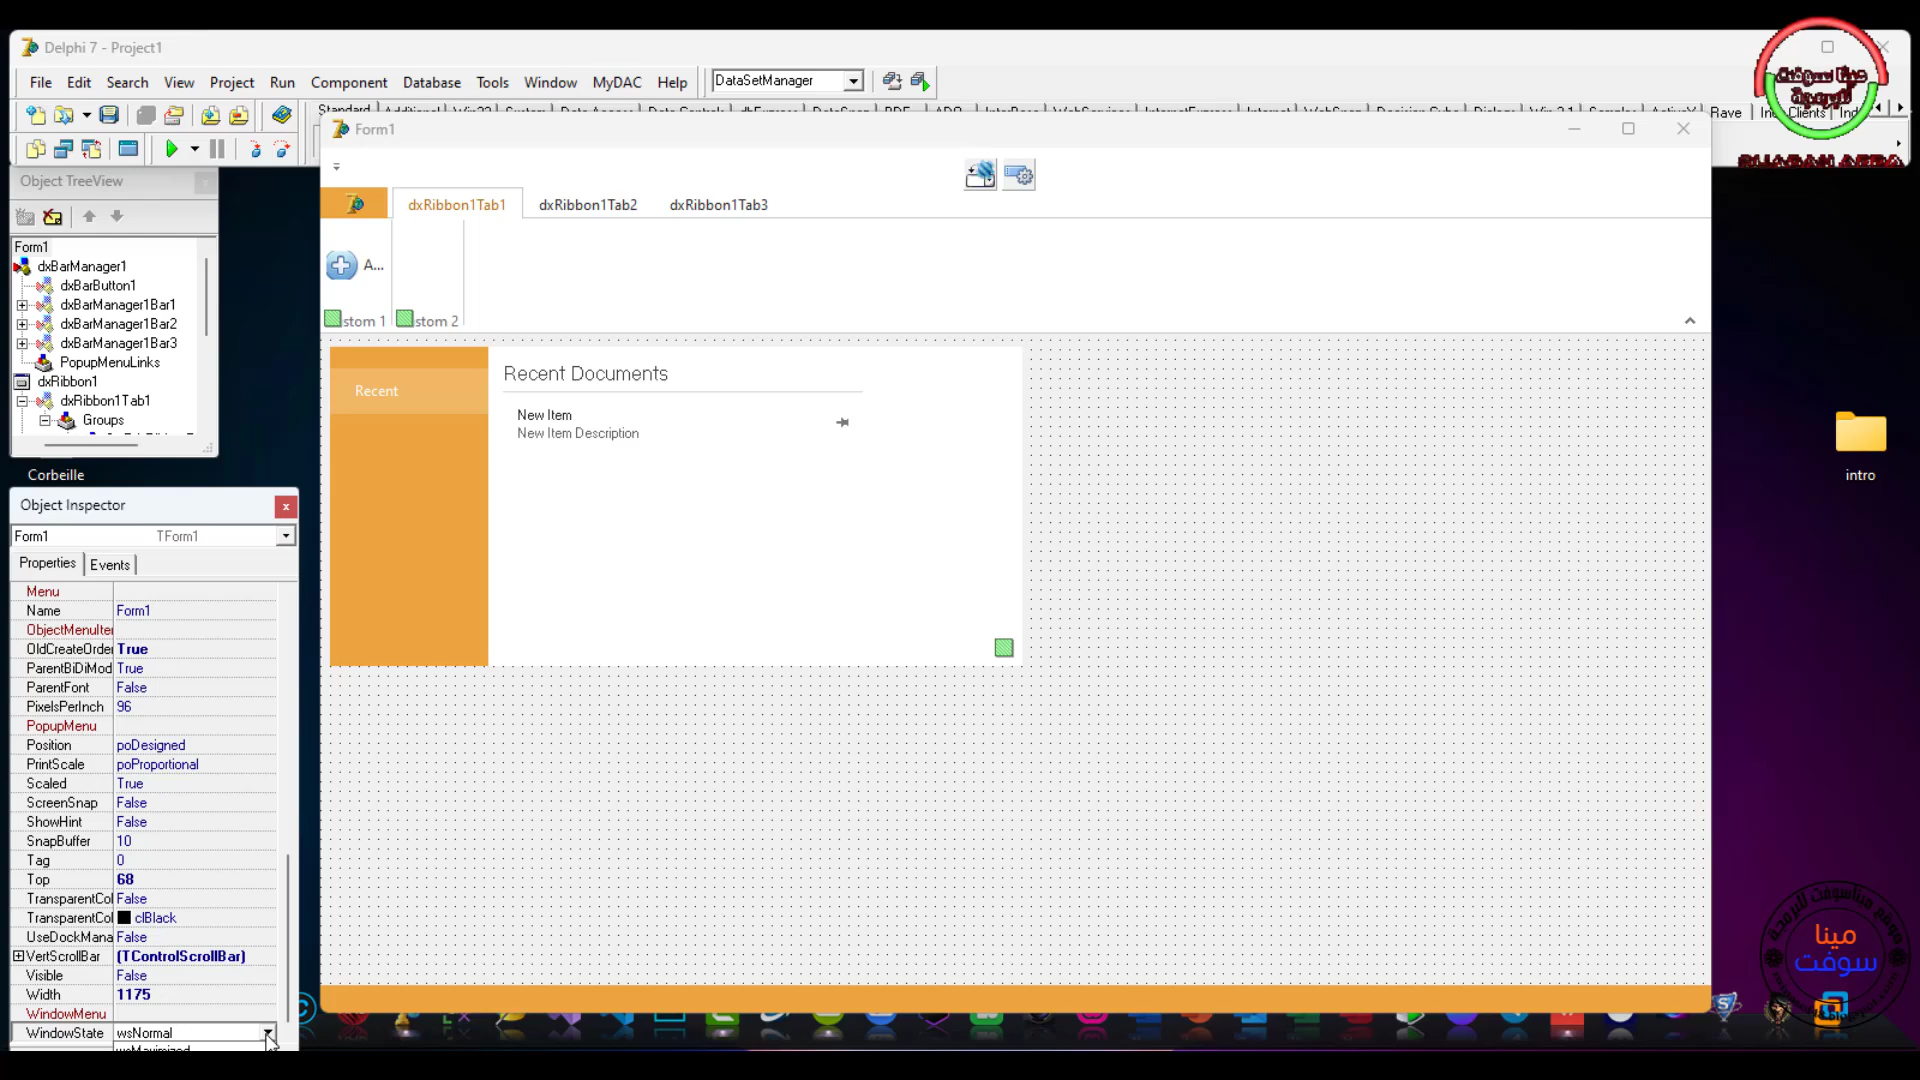 Delphi 7 - Project1
File Edit Search View Project Run Component Database Tools Window MyDAC Help
DataSetManager
Rave
Clients
Form1
Object TreeView
dxRibbon1Tab1 dxRibbon1Tab2 dxRibbon1Tab3
A...
stom 1 stom 2
Form1
dxBarManager1
dxBarButton1
dxBarManager1Bar1
dxBarManager1Bar2
dxBarManager1Bar3
PopupMenuLinks
dxRibbon1
dxRibbon1Tab1
Groups
Recent
Recent Documents
New Item
New Item Description
Corbeille
intro
Object Inspector
Form1 TForm1
Properties Events
Menu
Name Form1
ObjectMenuIter
OldCreateOrder True
ParentBiDiMod True
ParentFont False
PixelsPerInch 96
PopupMenu
Position poDesigned
PrintScale poProportional
Scaled True
ScreenSnap False
ShowHint False
SnapBuffer 10
Tag 0
Top 68
TransparentCol False
TransparentCol clBlack
UseDockMana False
VertScrollBar (TControlScrollBar)
Visible False
Width 1175
WindowMenu
WindowState wsNormal
مينا
سوفت